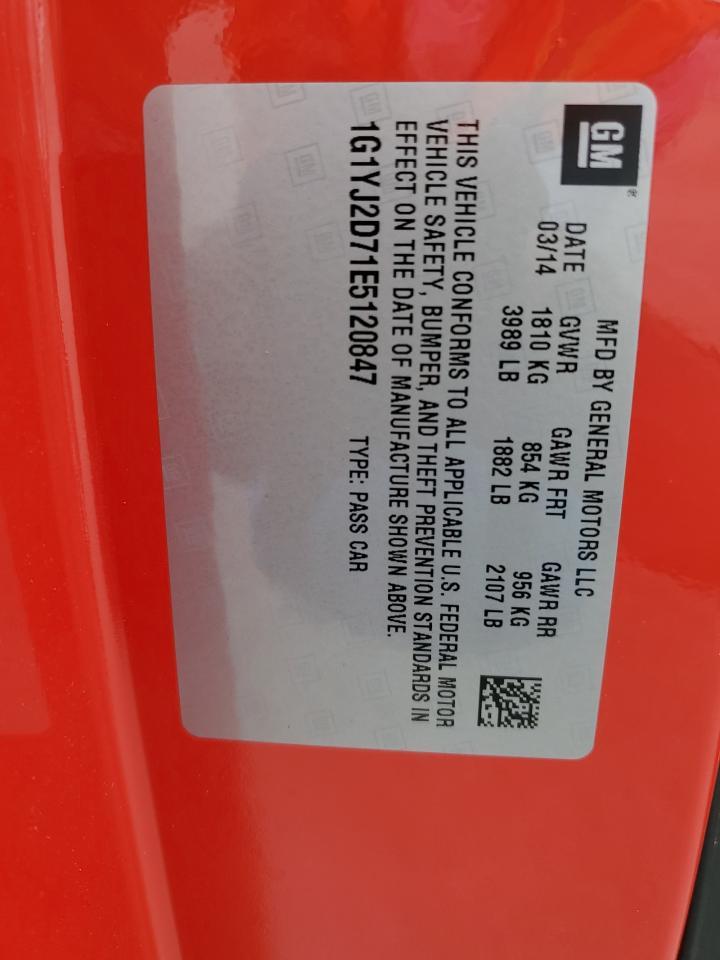 GM
MFD BY GENERAL MOTORS LLC
DATE GVWR GAWR FRT GAWR RR
03/14 1810 KG 854 KG 956 KG
3989 LB 1882 LB 2107 LB
THIS VEHICLE CONFORMS TO ALL APPLICABLE U.S. FEDERAL MOTOR
VEHICLE SAFETY, BUMPER, AND THEFT PREVENTION STANDARDS IN
EFFECT ON THE DATE OF MANUFACTURE SHOWN ABOVE.
1G1YJ2D71E5120847 TYPE: PASS CAR